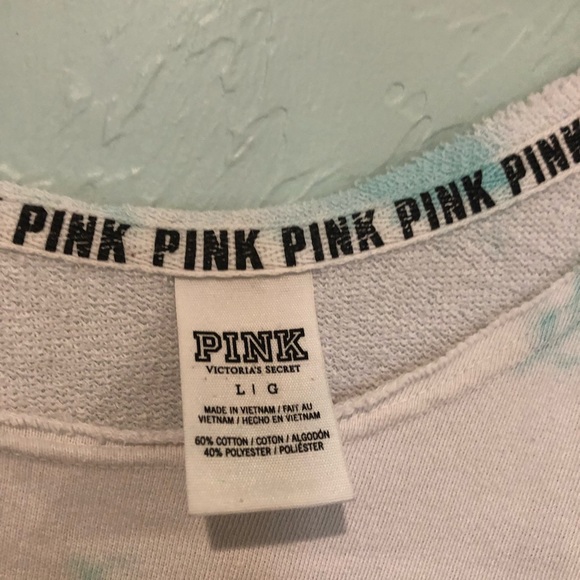 PINK PINK PINK PINK PINK
PINK
VICTORIA'S SECRET
L | G
MADE IN VIETNAM / FAIT AU
VIETNAM / HECHO EN VIETNAM
60% COTTON / COTON / ALGODÓN
40% POLYESTER / POLIÉSTER